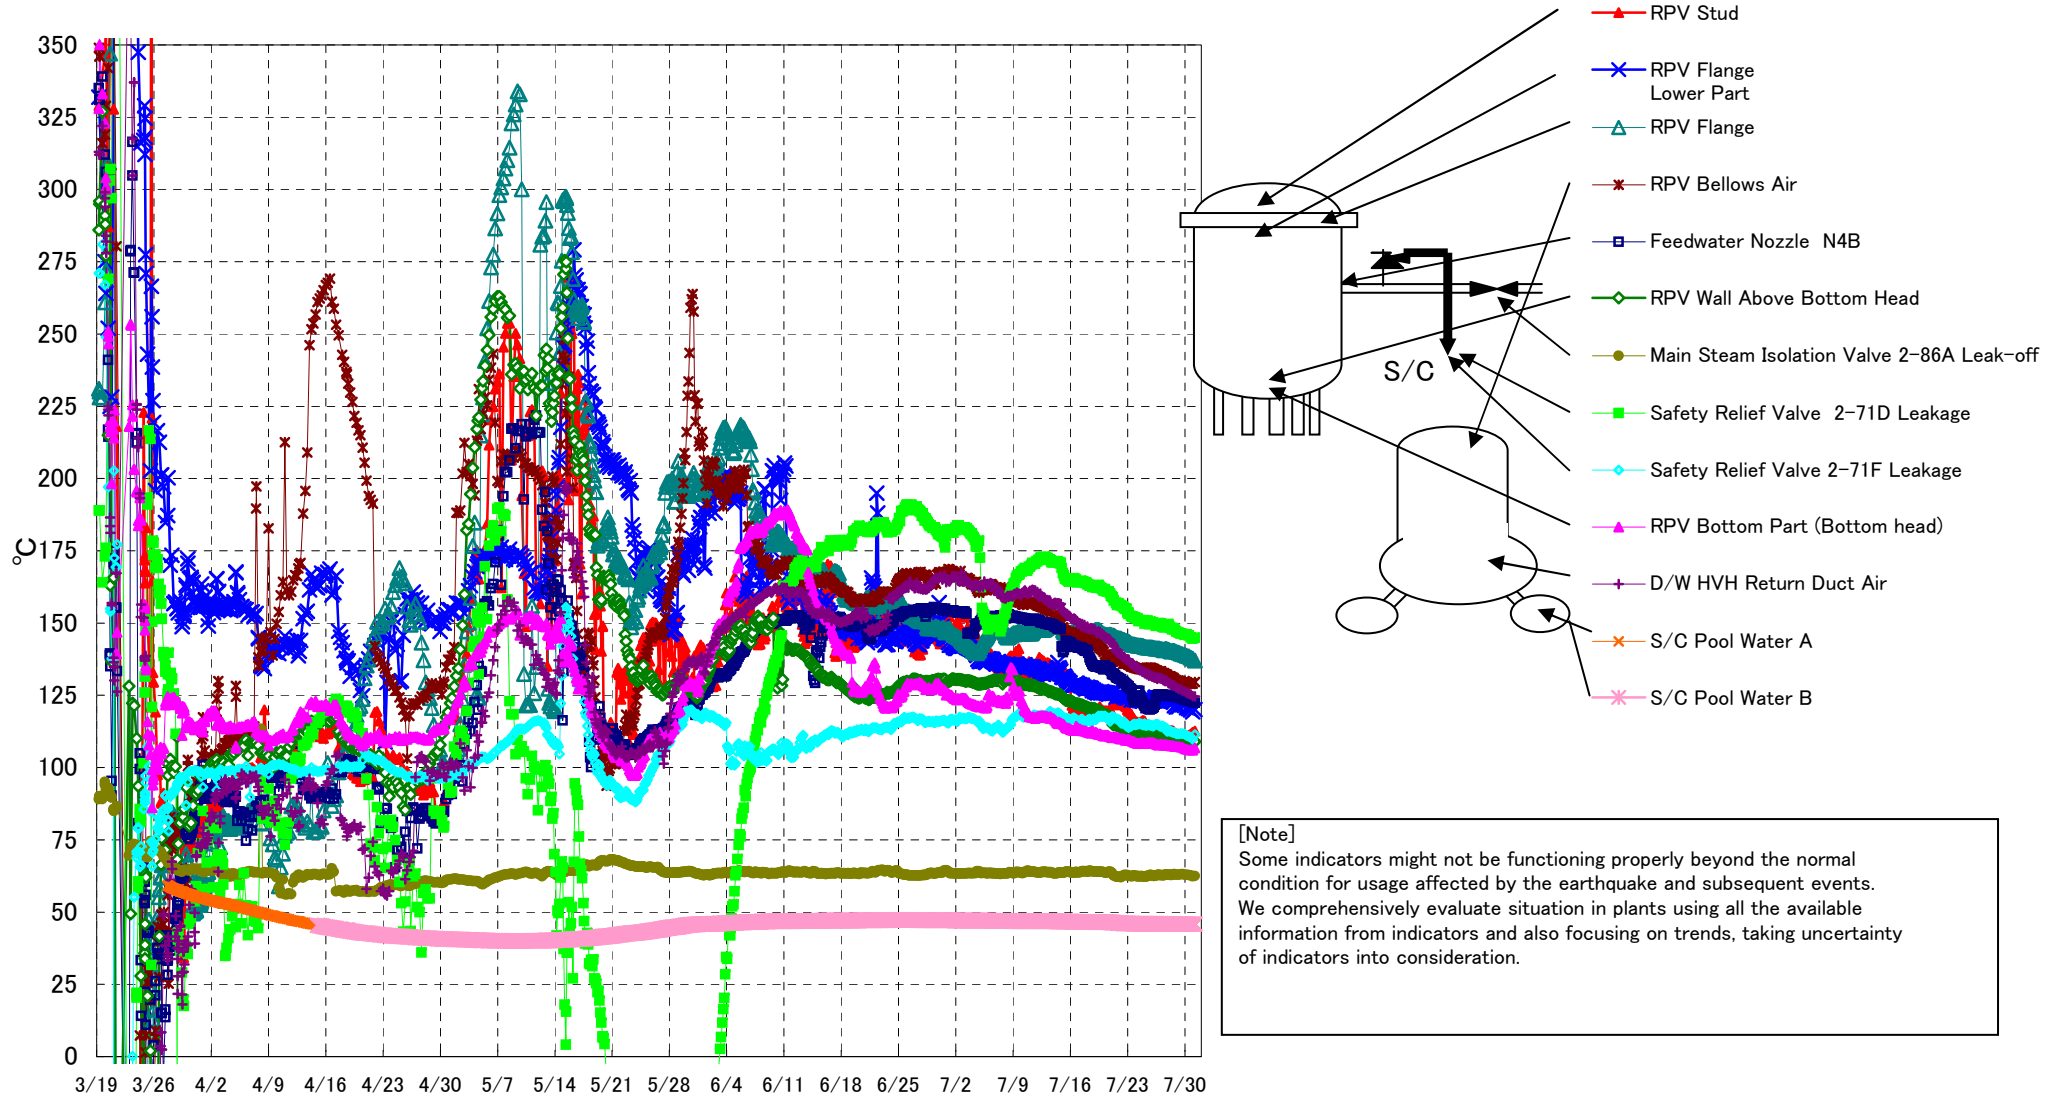 350
325
300
275
250
225
200
175
150
125
100
75
50
25
0
℃
3/19 3/26 4/2 4/9 4/16 4/23 4/30 5/7 5/14 5/21 5/28 6/4 6/11 6/18 6/25 7/2 7/9 7/16 7/23 7/30
RPV Stud
RPV Flange
Lower Part
RPV Flange
RPV Bellows Air
Feedwater Nozzle N4B
RPV Wall Above Bottom Head
Main Steam Isolation Valve 2-86A Leak-off
Safety Relief Valve 2-71D Leakage
Safety Relief Valve 2-71F Leakage
RPV Bottom Part (Bottom head)
D/W HVH Return Duct Air
S/C Pool Water A
S/C Pool Water B
S/C
[Note]
Some indicators might not be functioning properly beyond the normal
condition for usage affected by the earthquake and subsequent events.
We comprehensively evaluate situation in plants using all the available
information from indicators and also focusing on trends, taking uncertainty
of indicators into consideration.